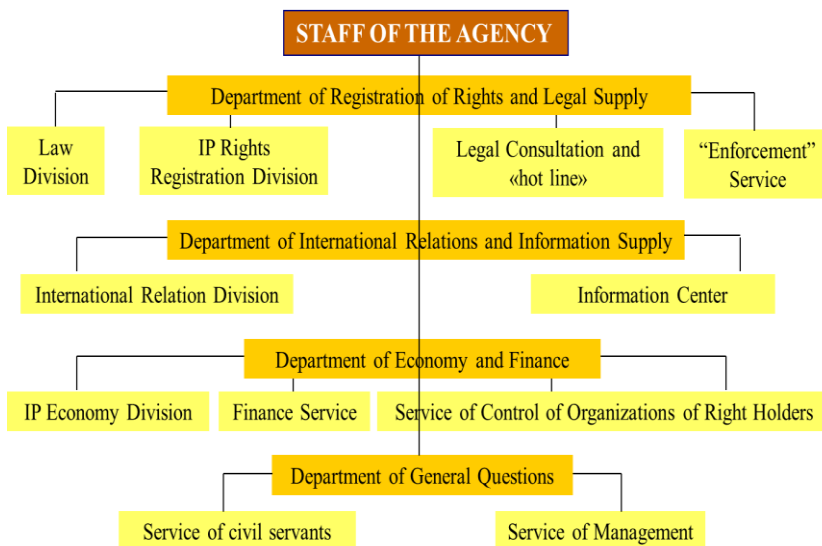 STAFF OF THE AGENCY
Department of Registration of Rights and Legal Supply
Law
Division
IP Rights
Registration Division
Legal Consultation and
«hot line»
“Enforcement”
Service
Department of International Relations and Information Supply
International Relation Division
Information Center
Department of Economy and Finance
IP Economy Division
Finance Service
Service of Control of Organizations of Right Holders
Department of General Questions
Service of civil servants
Service of Management